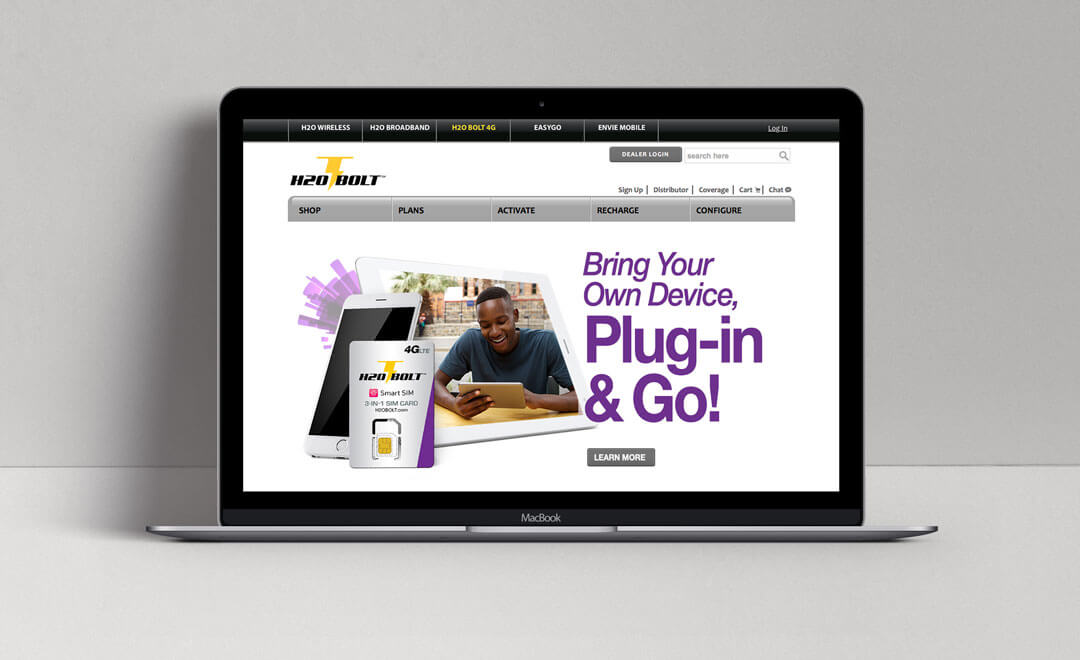 H2O WIRELESS
H2O BROADBAND
H2O BOLT 4G
EASYGO
ENVIE MOBILE
Log In
DEALER LOGIN
search here
H2O BOLT™
Sign Up | Distributor | Coverage | Cart | Chat
SHOP
PLANS
ACTIVATE
RECHARGE
CONFIGURE
Bring Your
Own Device,
Plug-in
& Go!
LEARN MORE
4G LTE
H2O BOLT
Smart SIM
3-IN-1 SIM CARD
H2OBOLT.com
MacBook